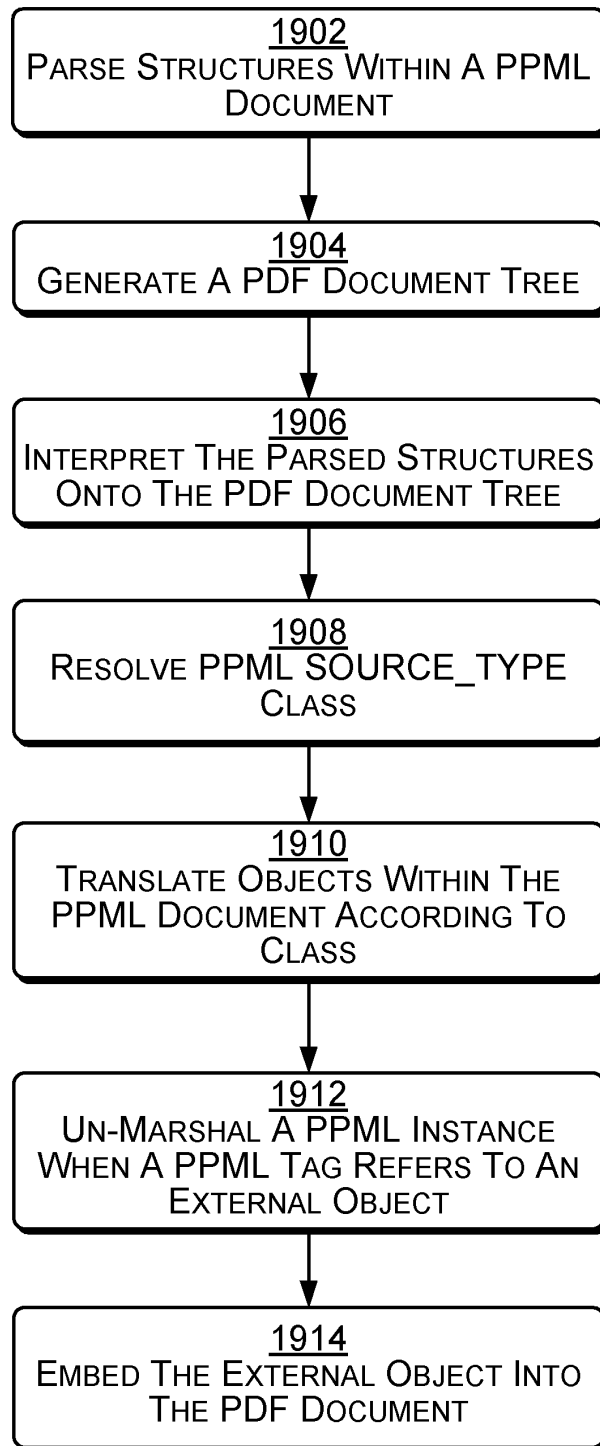 1902
PARSE STRUCTURES WITHIN A PPML
DOCUMENT
1904
GENERATE A PDF DOCUMENT TREE
1906
INTERPRET THE PARSED STRUCTURES
ONTO THE PDF DOCUMENT TREE
1908
RESOLVE PPML SOURCE_TYPE
CLASS
1910
TRANSLATE OBJECTS WITHIN THE
PPML DOCUMENT ACCORDING TO
CLASS
1912
UN-MARSHAL A PPML INSTANCE
WHEN A PPML TAG REFERS TO AN
EXTERNAL OBJECT
1914
EMBED THE EXTERNAL OBJECT INTO
THE PDF DOCUMENT